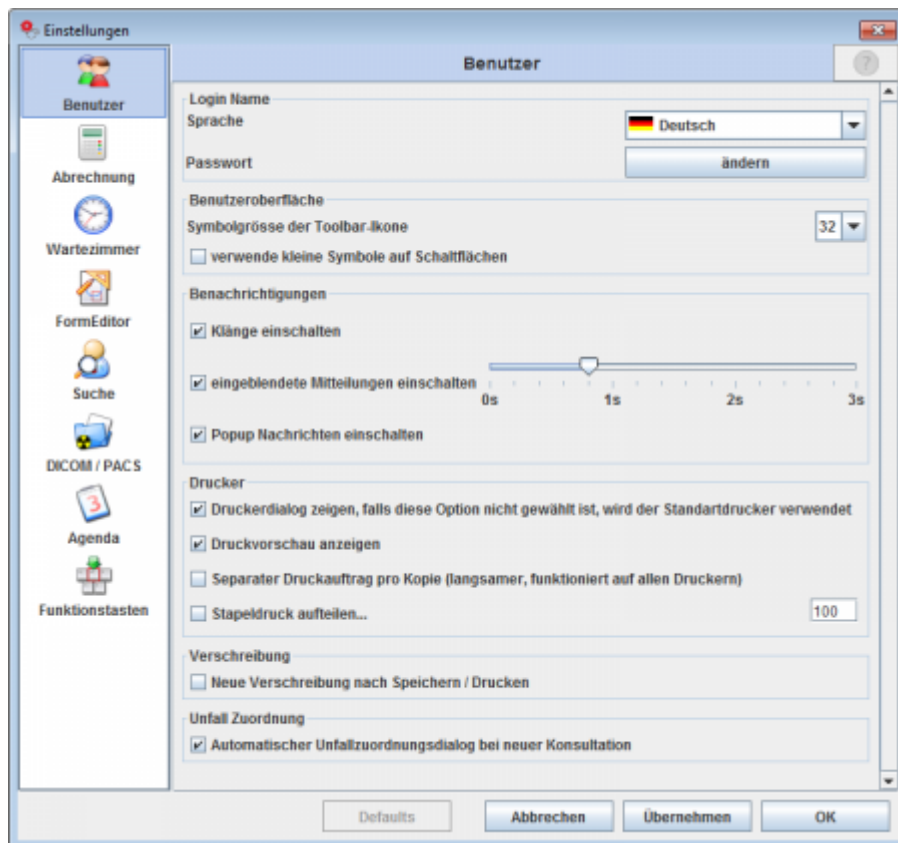 Einstellungen
Benutzer
Benutzer
Abrechnung
Wartezimmer
FormEditor
Suche
DICOM / PACS
3
Agenda
Funktionstasten
?
Login Name
Sprache
Deutsch
Passwort
ändern
Benutzeroberfläche
Symbolgrösse der Toolbar-Ikone
32
verwende kleine Symbole auf Schaltflächen
Benachrichtigungen
Klänge einschalten
eingeblendete Mitteilungen einschalten
0s 1s 2s 3s
Popup Nachrichten einschalten
Drucker
Druckerdialog zeigen, falls diese Option nicht gewählt ist, wird der Standartdrucker verwendet
Druckvorschau anzeigen
Separater Druckauftrag pro Kopie (langsamer, funktioniert auf allen Druckern)
Stapeldruck aufteilen...
100
Verschreibung
Neue Verschreibung nach Speichern / Drucken
Unfall Zuordnung
Automatischer Unfallzuordnungsdialog bei neuer Konsultation
Defaults
Abbrechen
Übernehmen
OK